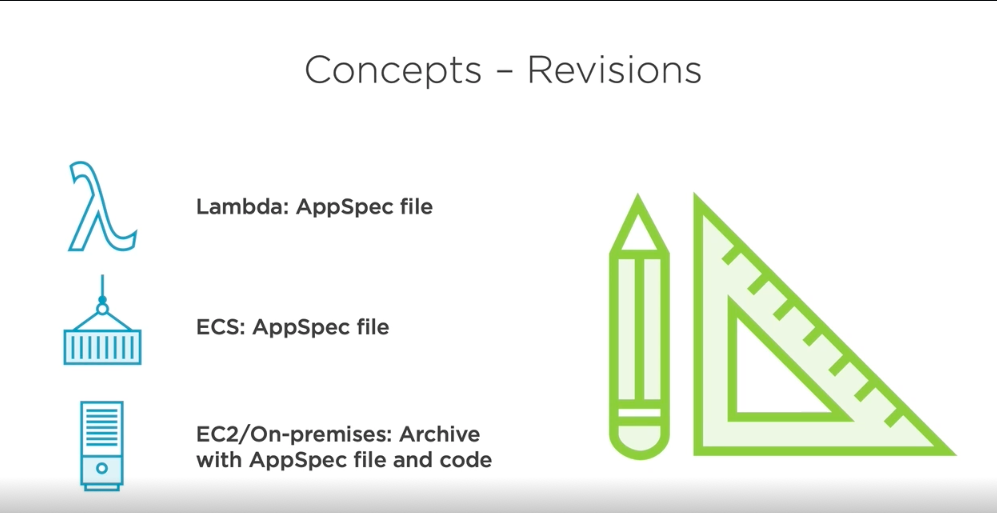 Concepts – Revisions
Lambda: AppSpec file
ECS: AppSpec file
EC2/On-premises: Archive
with AppSpec file and code